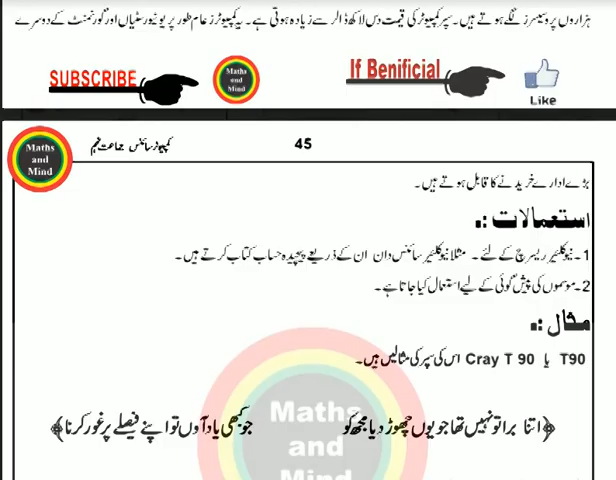 ہزاروں پروسیسرز لگے ہوتے ہیں۔ سپر کمپیوٹر کی قیمت دس لاکھ ڈالر سے زیادہ ہوتی ہے۔ یہ کمپیوٹرز عام طور پر یونیورسٹیاں اور گورنمنٹ کے دوسرے
SUBSCRIBE
Maths and Mind
If Benificial
Like
Maths and Mind
کمپیوٹر سائنس جماعت نہم
45
بڑے ادارے خریدنے کا قابل ہوتے ہیں۔
استعمالات :۔
1۔ نیوکلئیر ریسرچ کے لئے۔ مثلا نیوکلئیر سائنس دان ان کے ذریعے پیچیدہ حساب کتاب کرتے ہیں۔
2۔ موسموں کی پیش گوئی کے لیے استعمال کیا جاتا ہے۔
مثال :۔
T90 یا Cray T 90 اس کی سپر کی مثالیں ہیں۔
﴿اتنا برا تو نہیں تھا جو یوں چھوڑ دیا مجھ کو جو کبھی یاد آوں تو اپنے فیصلے پر غور کرنا﴾
Maths
and
Mind